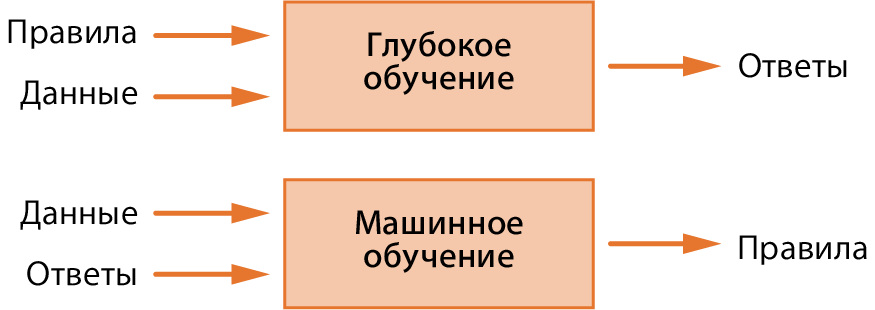 Правила
Данные
Глубокое
обучение
Ответы
Данные
Ответы
Машинное
обучение
Правила